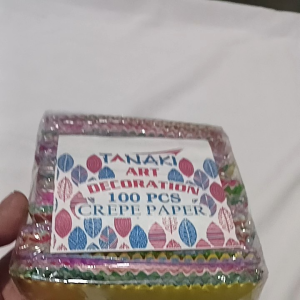 TANAKI
ART
DECORATION
100 PCS
CREPE PAPER